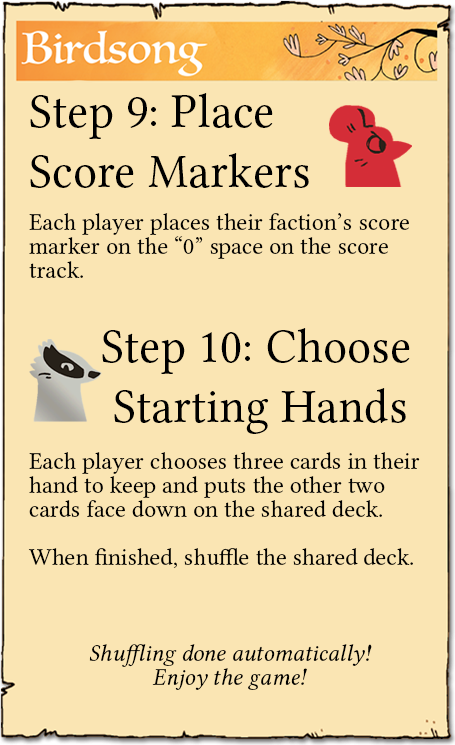 Birdsong
Step 9: Place
Score Markers
Each player places their faction’s score
marker on the “0” space on the score
track.
Step 10: Choose
Starting Hands
Each player chooses three cards in their
hand to keep and puts the other two
cards face down on the shared deck.
When finished, shuffle the shared deck.
Shuffling done automatically!
Enjoy the game!